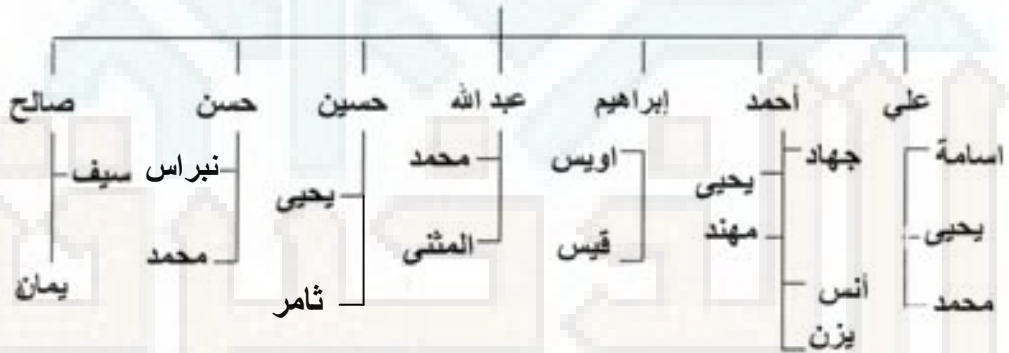 علي أحمد إبراهيم عبد الله حسين حسن صالح
اسامة
يحيى
محمد
جهاد
يحيى
مهند
أنس
يزن
اويس
قيس
محمد
المثنى
يحيى
ثامر
نبراس
محمد
سيف
يمان